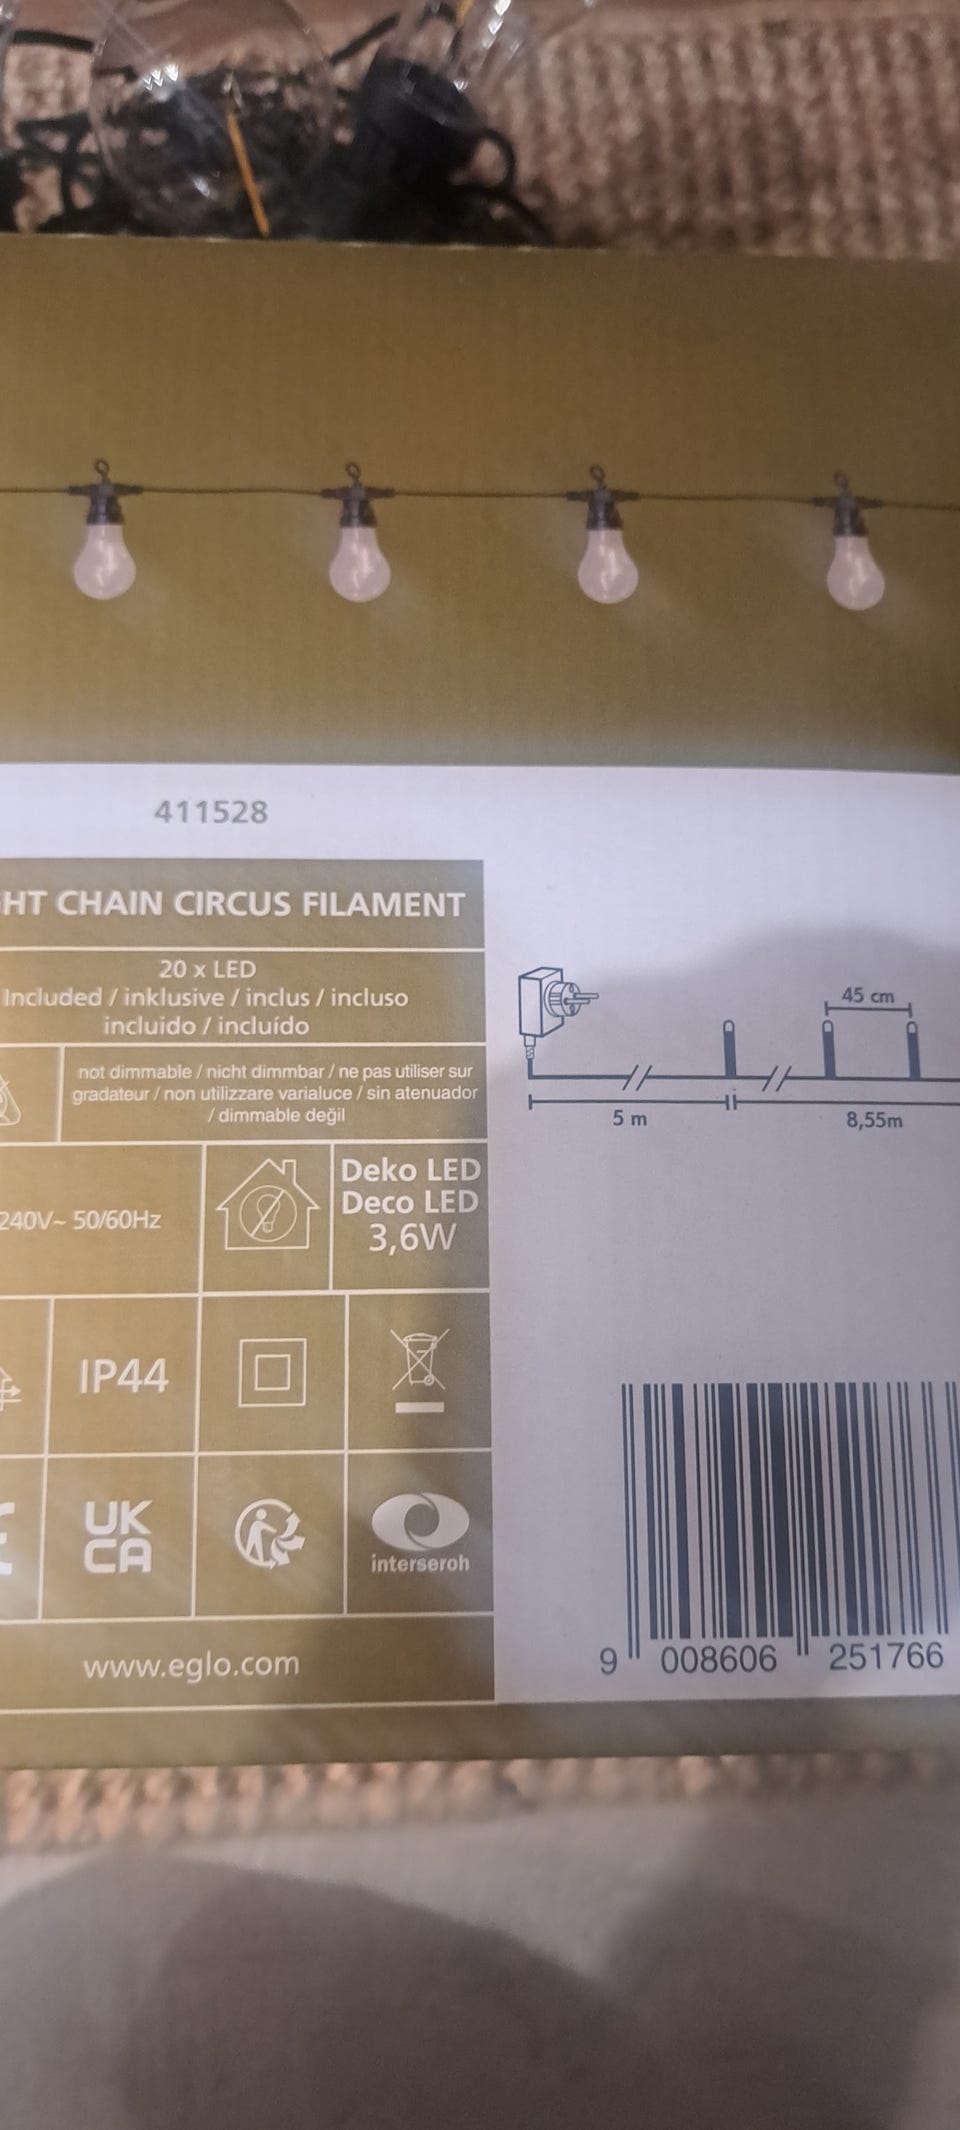 411528
HT CHAIN CIRCUS FILAMENT
20 x LED
Included / inklusive / inclus / incluso
incluido / incluído
not dimmable / nicht dimmbar / ne pas utiliser sur
gradateur / non utilizzare varialuce / sin atenuador
/ dimmable değil
240V~ 50/60Hz
Deko LED
Deco LED
3,6W
IP44
UK
CA
interseroh
www.eglo.com
45 cm
5 m
8,55m
9 008606 251766